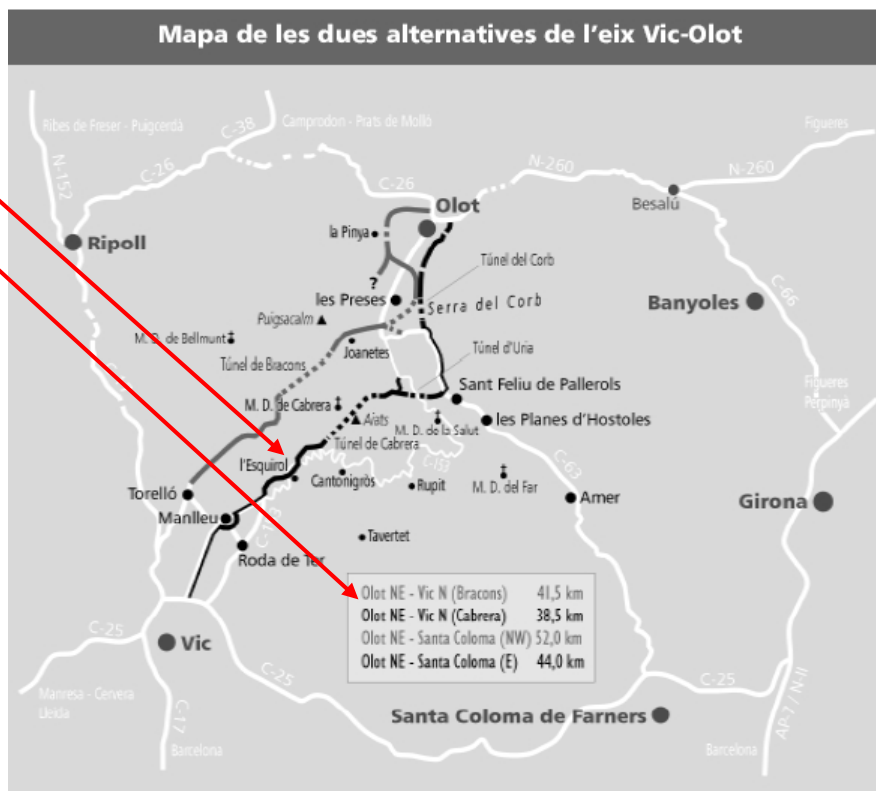 Mapa de les dues alternatives de l'eix Vic-Olot
Ribes de Freser - Puigcerdà
C-38
Camprodon - Prats de Molló
Figueres
N-152
C-26
C-26
N-260
N-260
Olot
Besalú
Ripoll
la Pinya
Túnel del Corb
?
les Preses
Serra del Corb
Banyoles
C-66
Puigsacalm
M. D. de Bellmunt
Joanetes
Túnel d'Uria
Túnel de Bracons
Sant Feliu de Pallerols
Figueres
Perpinyà
M. D. de Cabrera
Aiats
M. D. de la Salut
les Planes d'Hostoles
Túnel de Cabrera
l'Esquirol
C-153
Cantonigròs
Rupit
M. D. del Far
C-63
Torelló
Amer
Girona
Manlleu
C-153
Tavertet
Roda de Ter
Olot NE - Vic N (Bracons) 41,5 km
Olot NE - Vic N (Cabrera) 38,5 km
Olot NE - Santa Coloma (NW) 52,0 km
Olot NE - Santa Coloma (E) 44,0 km
C-25
Vic
C-25
C-25
Manresa - Cervera
Lleida
C-17
Santa Coloma de Farners
AP-7 / N-II
Barcelona
Barcelona